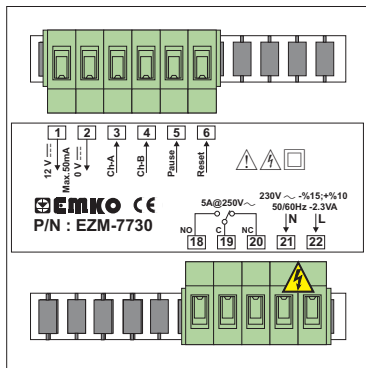 1 2 3 4 5 6
12 V
Max.50mA
0 V
Ch-A
Ch-B
Pause
Reset
EMKO CE
P/N : EZM-7730
5A@250V~
230V ~ -%15;+%10
50/60Hz -2.3VA
NO C NC N L
18 19 20 21 22